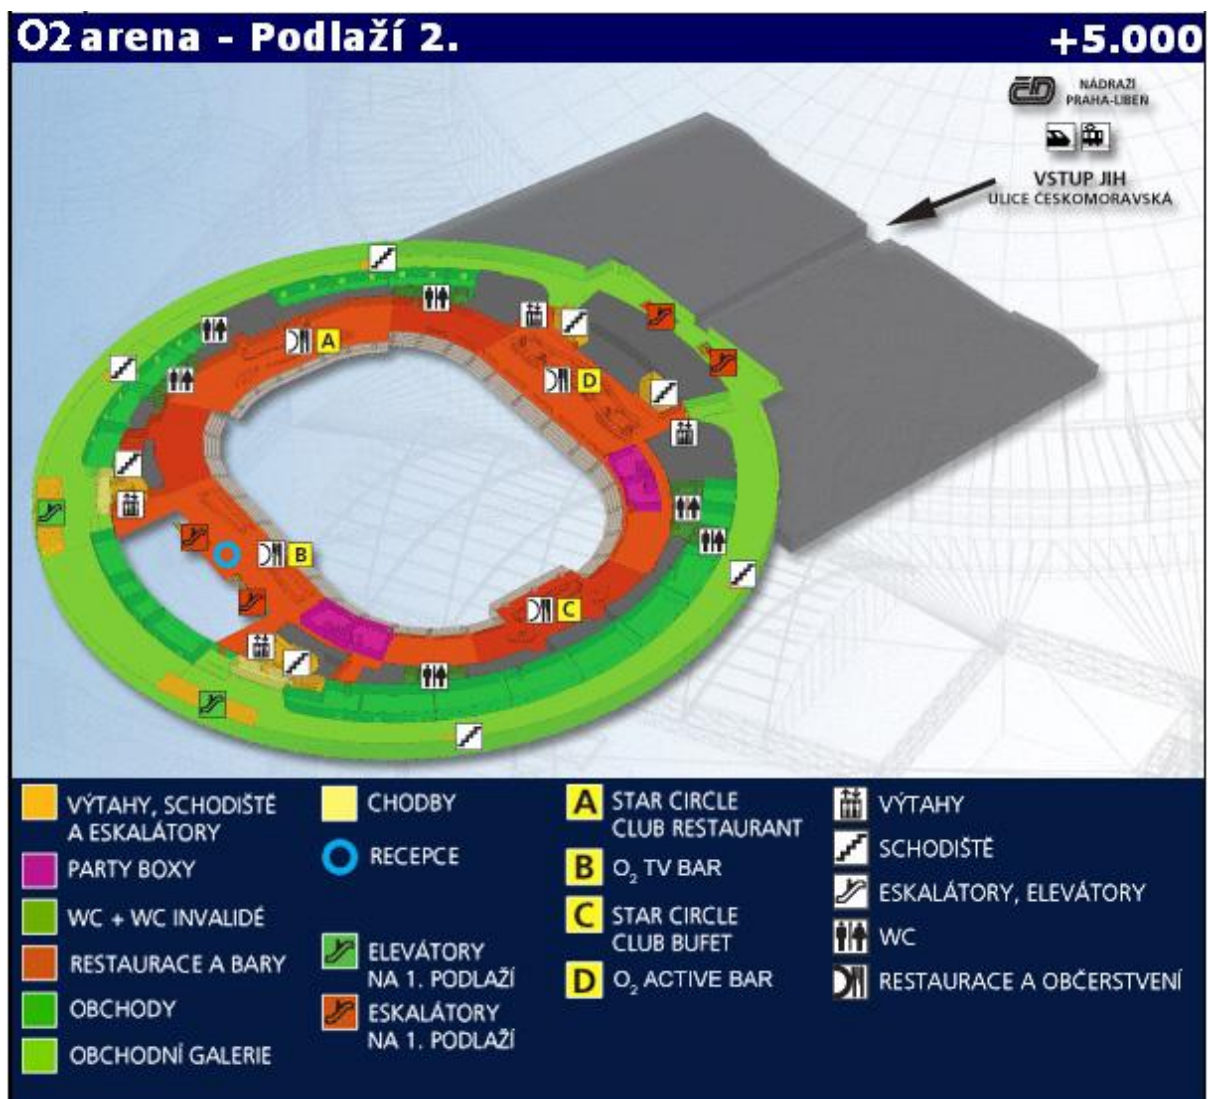 O2 arena - Podlaží 2.
+5.000
ČD
NÁDRAŽÍ
PRAHA-LIBEŇ
VSTUP JIH
ULICE ČESKOMORAVSKÁ
A
D
B
C
VÝTAHY, SCHODIŠTĚ
A ESKALÁTORY
PARTY BOXY
WC + WC INVALIDÉ
RESTAURACE A BARY
OBCHODY
OBCHODNÍ GALERIE
CHODBY
RECEPCE
ELEVÁTORY
NA 1. PODLAŽÍ
ESKALÁTORY
NA 1. PODLAŽÍ
A STAR CIRCLE
CLUB RESTAURANT
B O₂ TV BAR
C STAR CIRCLE
CLUB BUFET
D O₂ ACTIVE BAR
VÝTAHY
SCHODIŠTĚ
ESKALÁTORY, ELEVÁTORY
WC
RESTAURACE A OBČERSTVENÍ